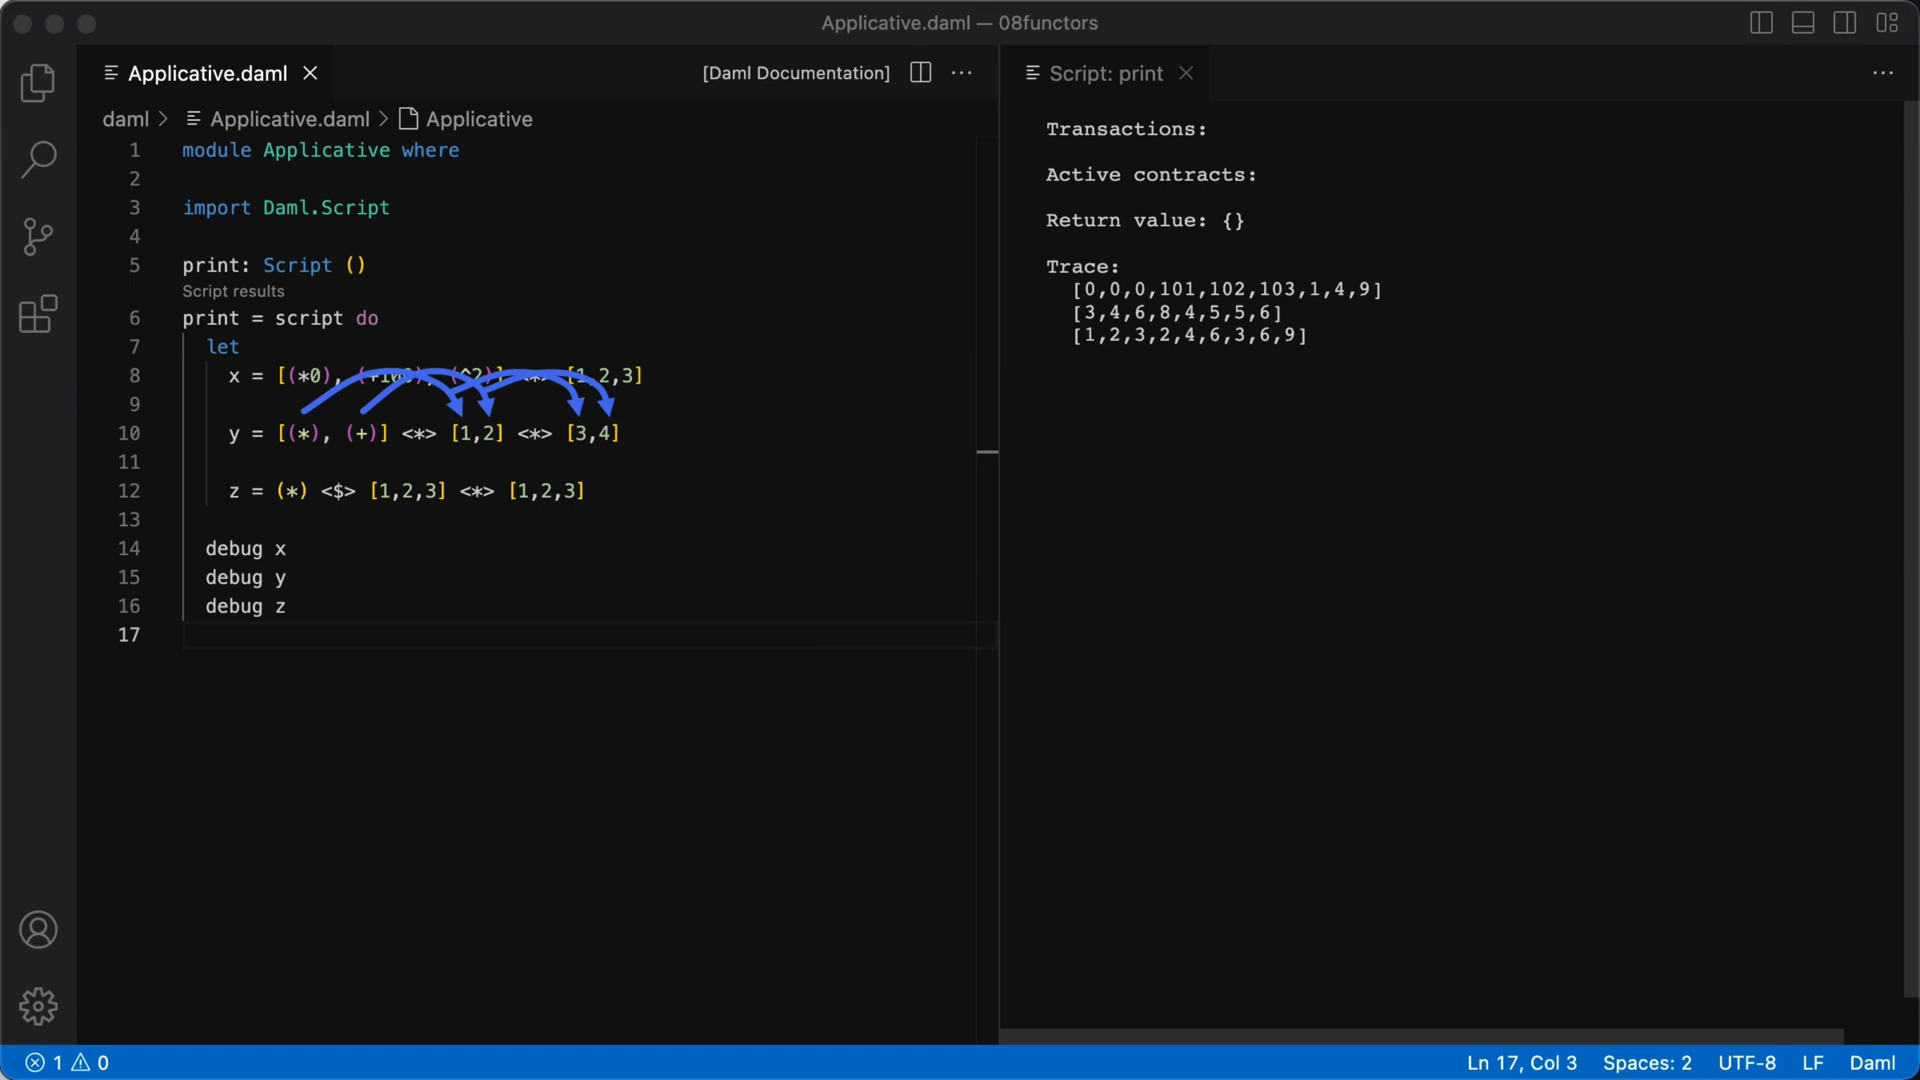 Applicative.daml — 08functors
Applicative.daml
[Daml Documentation]
Script: print
daml > Applicative.daml > Applicative
1 module Applicative where
2
3 import Daml.Script
4
5 print: Script ()
Script results
6 print = script do
7 let
8 x = [(*0), (+100), (^2)] <*> [1,2,3]
9
10 y = [(*), (+)] <*> [1,2] <*> [3,4]
11
12 z = (*) <$> [1,2,3] <*> [1,2,3]
13
14 debug x
15 debug y
16 debug z
17
Transactions:
Active contracts:
Return value: {}
Trace:
[0,0,0,101,102,103,1,4,9]
[3,4,6,8,4,5,5,6]
[1,2,3,2,4,6,3,6,9]
1 0
Ln 17, Col 3 Spaces: 2 UTF-8 LF Daml